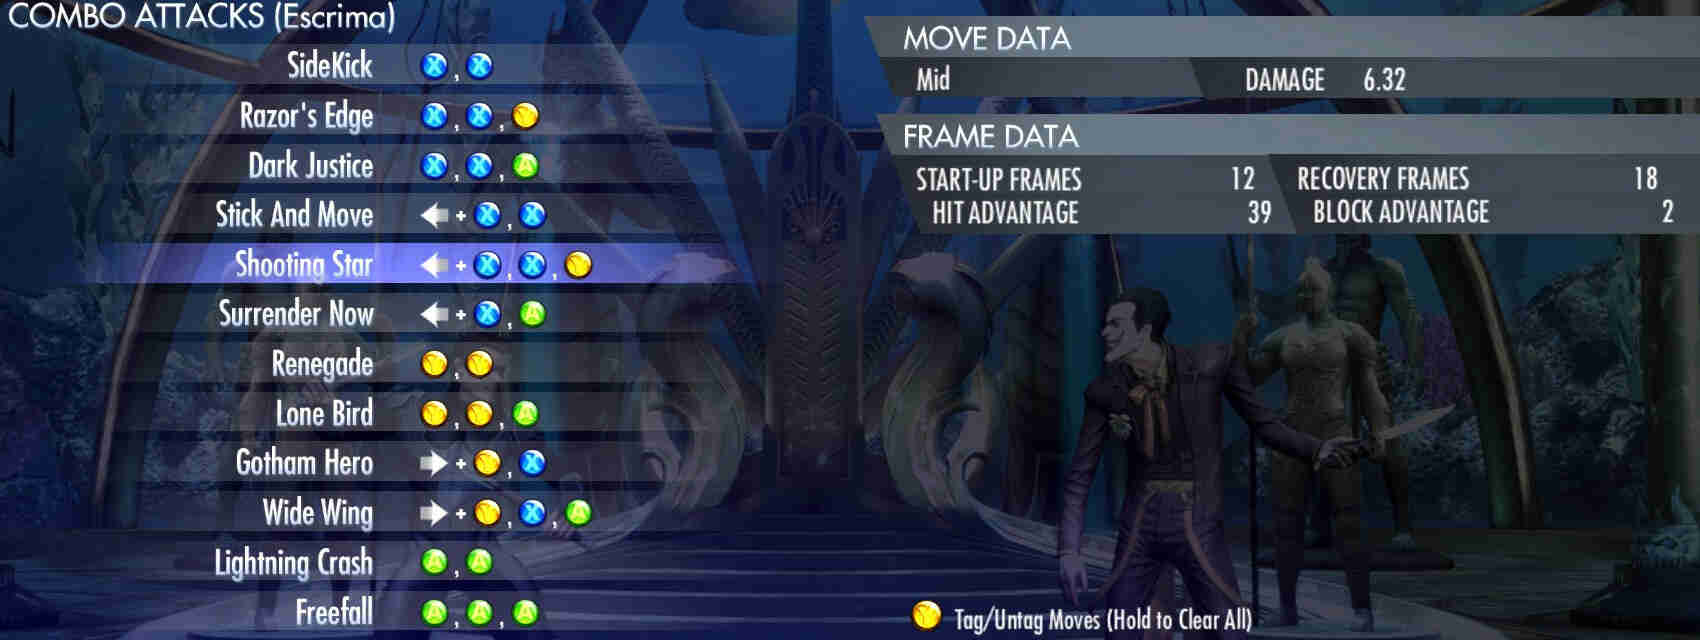 COMBO ATTACKS (Escrima)
SideKick X, X
Razor's Edge X, X, Y
Dark Justice X, X, A
Stick And Move + X, X
Shooting Star + X, X, Y
Surrender Now + X, A
Renegade Y, Y
Lone Bird Y, Y, A
Gotham Hero + Y, X
Wide Wing + Y, X, A
Lightning Crash A, A
Freefall A, A, A
MOVE DATA
Mid DAMAGE 6.32
FRAME DATA
START-UP FRAMES 12 RECOVERY FRAMES 18
HIT ADVANTAGE 39 BLOCK ADVANTAGE 2
Y Tag/Untag Moves (Hold to Clear All)